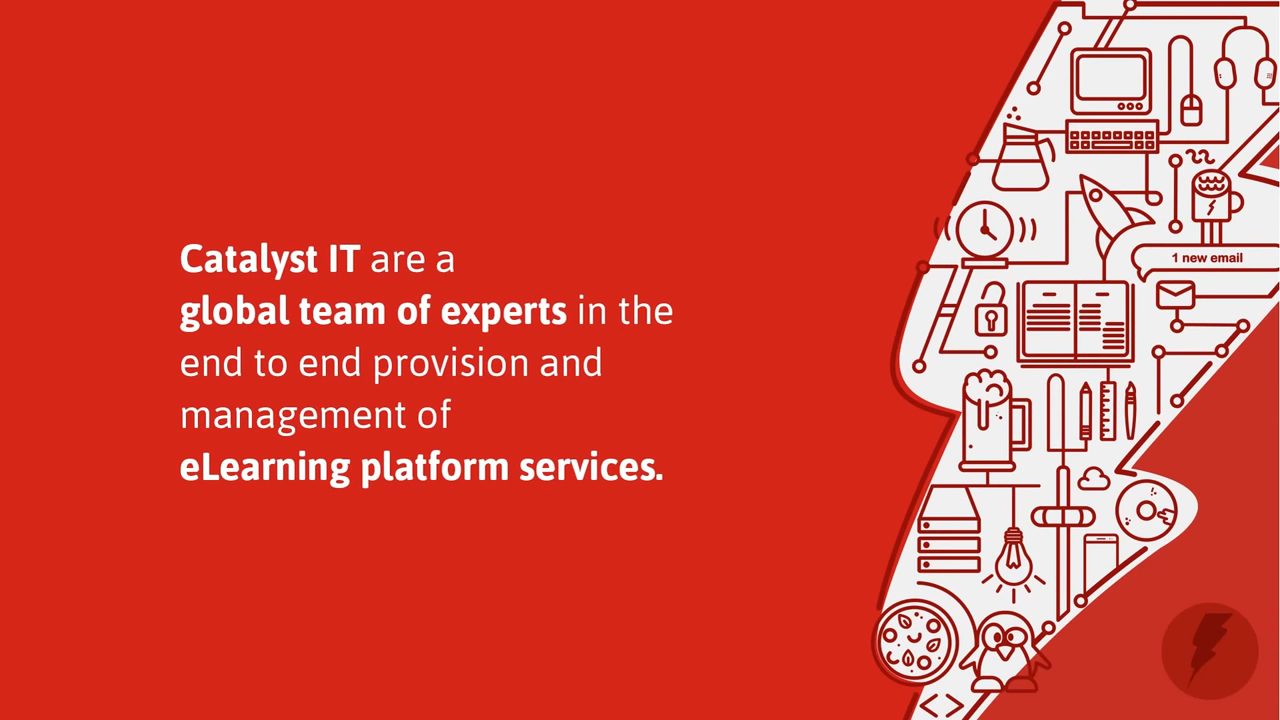 Catalyst IT are a
global team of experts in the
end to end provision and
management of
eLearning platform services.
1 new email